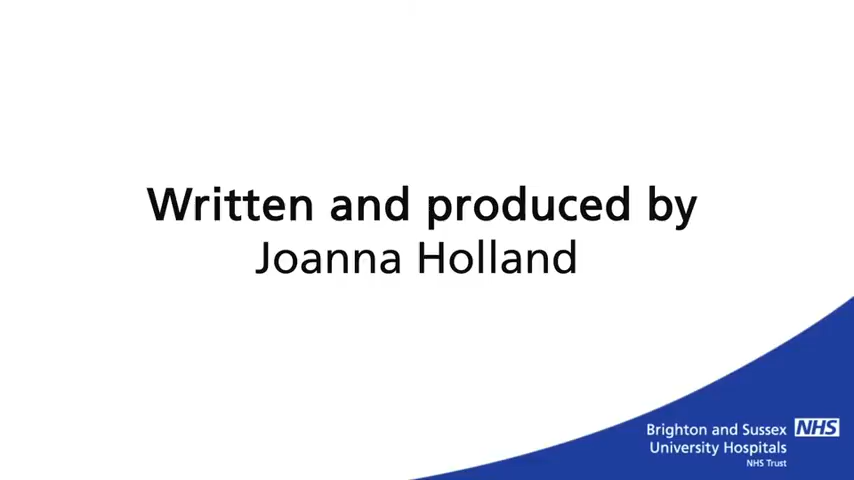 Written and produced by
Joanna Holland
Brighton and Sussex NHS
University Hospitals
NHS Trust